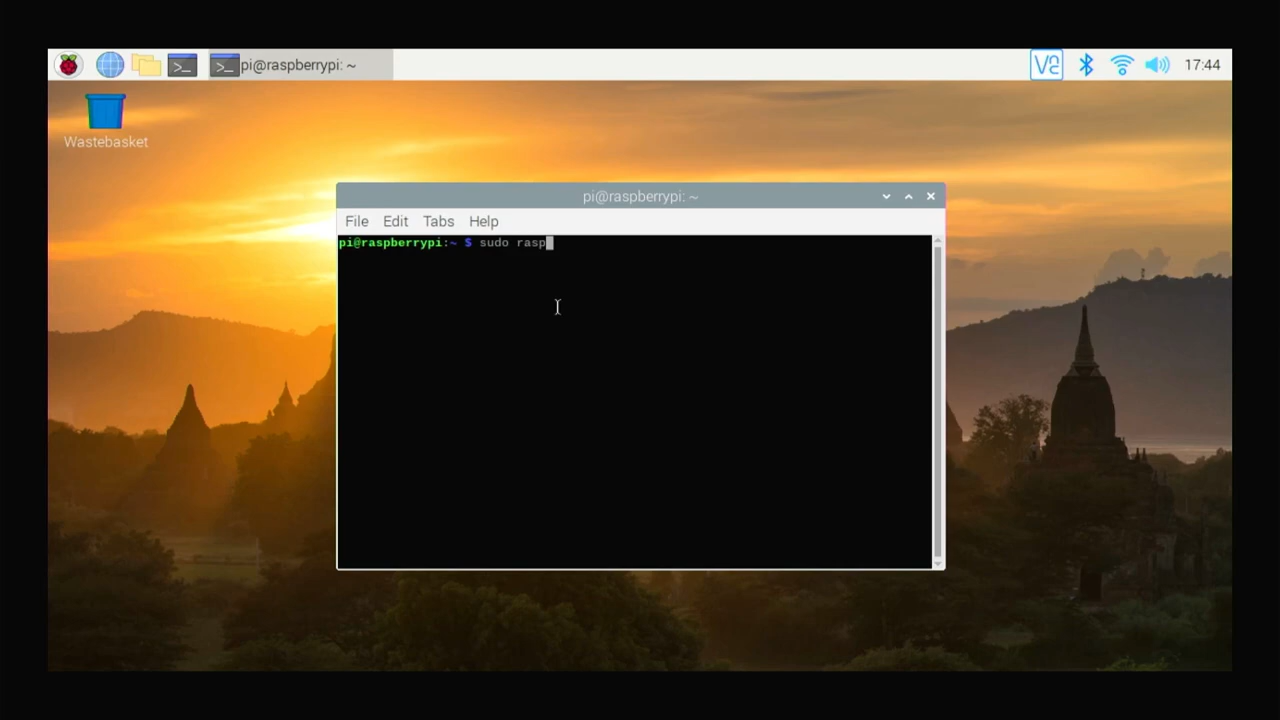 pi@raspberrypi: ~
17:44
Wastebasket
pi@raspberrypi: ~
File Edit Tabs Help
pi@raspberrypi:~ $ sudo rasp